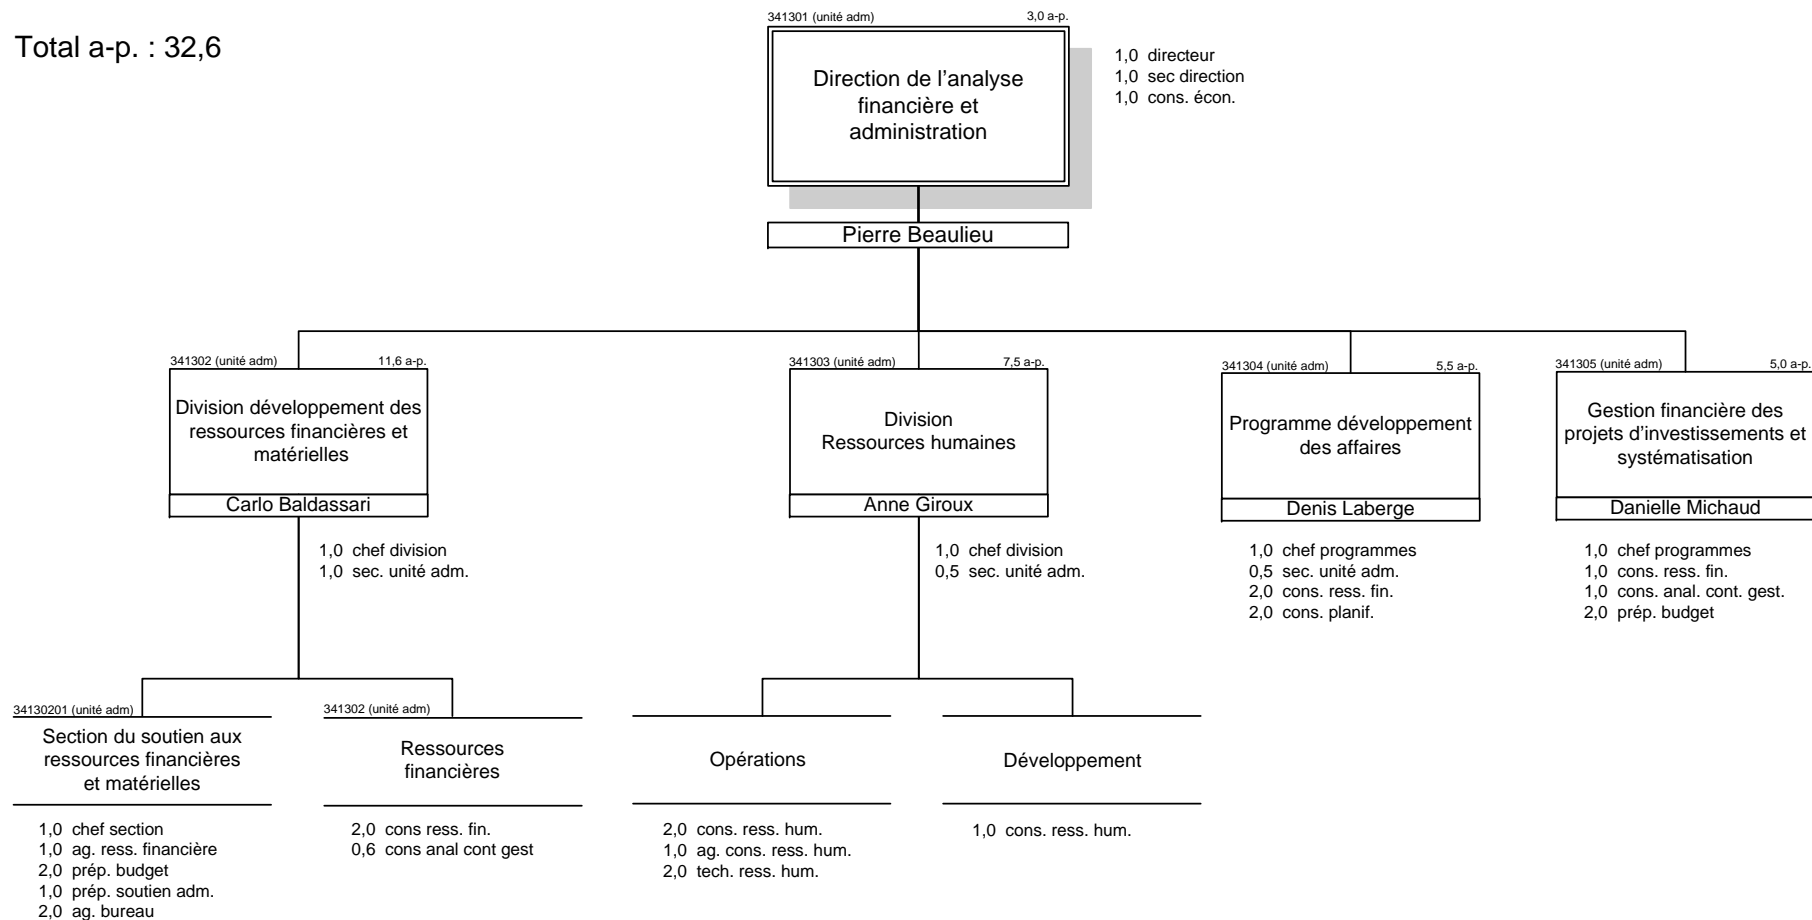 Total a-p. : 32,6
341301 (unité adm)
3,0 a-p.
Direction de l'analyse
financière et
administration
1,0 directeur
1,0 sec direction
1,0 cons. écon.
Pierre Beaulieu
341302 (unité adm)
11,6 a-p.
Division développement des
ressources financières et
matérielles
Carlo Baldassari
1,0 chef division
1,0 sec. unité adm.
341303 (unité adm)
7,5 a-p.
Division
Ressources humaines
Anne Giroux
1,0 chef division
0,5 sec. unité adm.
341304 (unité adm)
5,5 a-p.
Programme développement
des affaires
Denis Laberge
1,0 chef programmes
0,5 sec. unité adm.
2,0 cons. ress. fin.
2,0 cons. planif.
341305 (unité adm)
5,0 a-p.
Gestion financière des
projets d'investissements et
systématisation
Danielle Michaud
1,0 chef programmes
1,0 cons. ress. fin.
1,0 cons. anal. cont. gest.
2,0 prép. budget
34130201 (unité adm)
Section du soutien aux
ressources financières
et matérielles
1,0 chef section
1,0 ag. ress. financière
2,0 prép. budget
1,0 prép. soutien adm.
2,0 ag. bureau
341302 (unité adm)
Ressources
financières
2,0 cons ress. fin.
0,6 cons anal cont gest
Opérations
2,0 cons. ress. hum.
1,0 ag. cons. ress. hum.
2,0 tech. ress. hum.
Développement
1,0 cons. ress. hum.